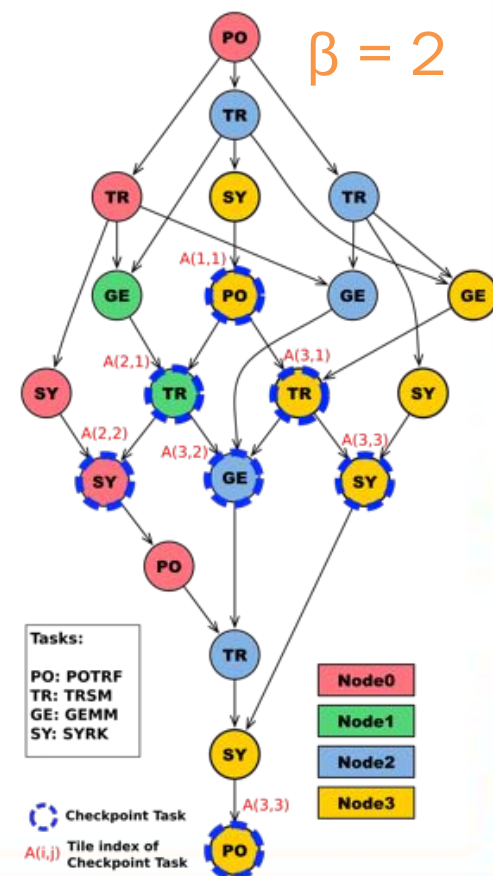 PO
β = 2
TR
TR
SY
TR
A(1,1)
GE
PO
GE
GE
A(2,1)
A(3,1)
SY
TR
TR
SY
A(2,2)
A(3,2)
A(3,3)
SY
GE
SY
PO
Tasks:
PO: POTRF
TR: TRSM
GE: GEMM
SY: SYRK
TR
Node0
Node1
Node2
Node3
SY
A(3,3)
Checkpoint Task
A(i,j) Tile index of
Checkpoint Task
PO